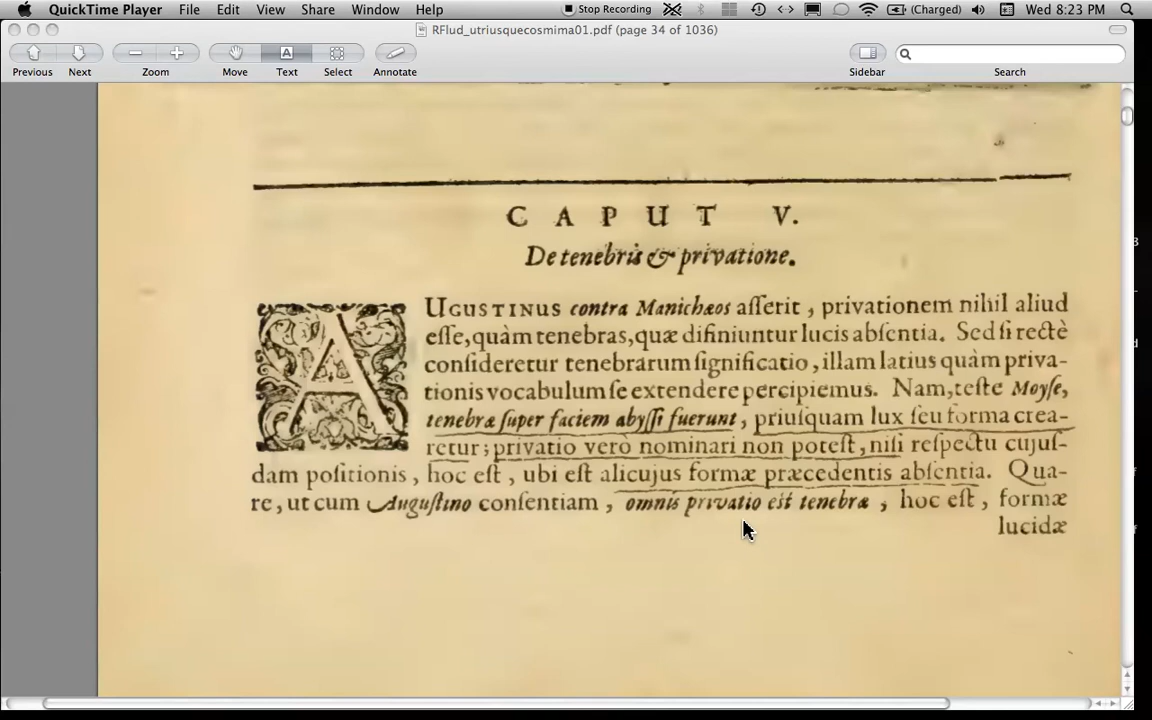 QuickTime Player File Edit View Share Window Help Stop Recording (Charged) Wed 8:23 PM
RFlud_utriusquecosmima01.pdf (page 34 of 1036)
Previous Next Zoom Move Text Select Annotate Sidebar Search
CAPUT V.
De tenebris & privatione.
AUGUSTINUS contra Manichæos aſſerit, privationem nihil aliud
eſſe, quàm tenebras, quæ difiniuntur lucis abſentia. Sed ſi rectè
conſideretur tenebrarum ſignificatio, illam latius quàm priva-
tionis vocabulum ſe extendere percipiemus. Nam, teſte Moyſe,
tenebræ ſuper faciem abyſſi fuerunt, priuſquam lux ſeu forma crea-
retur; privatio verò nominari non poteſt, niſi reſpectu cujuſ-
dam poſitionis, hoc eſt, ubi eſt alicujus formæ præcedentis abſentia. Qua-
re, ut cum Auguſtino conſentiam, omnis privatio est tenebræ, hoc eſt, formæ
lucidæ